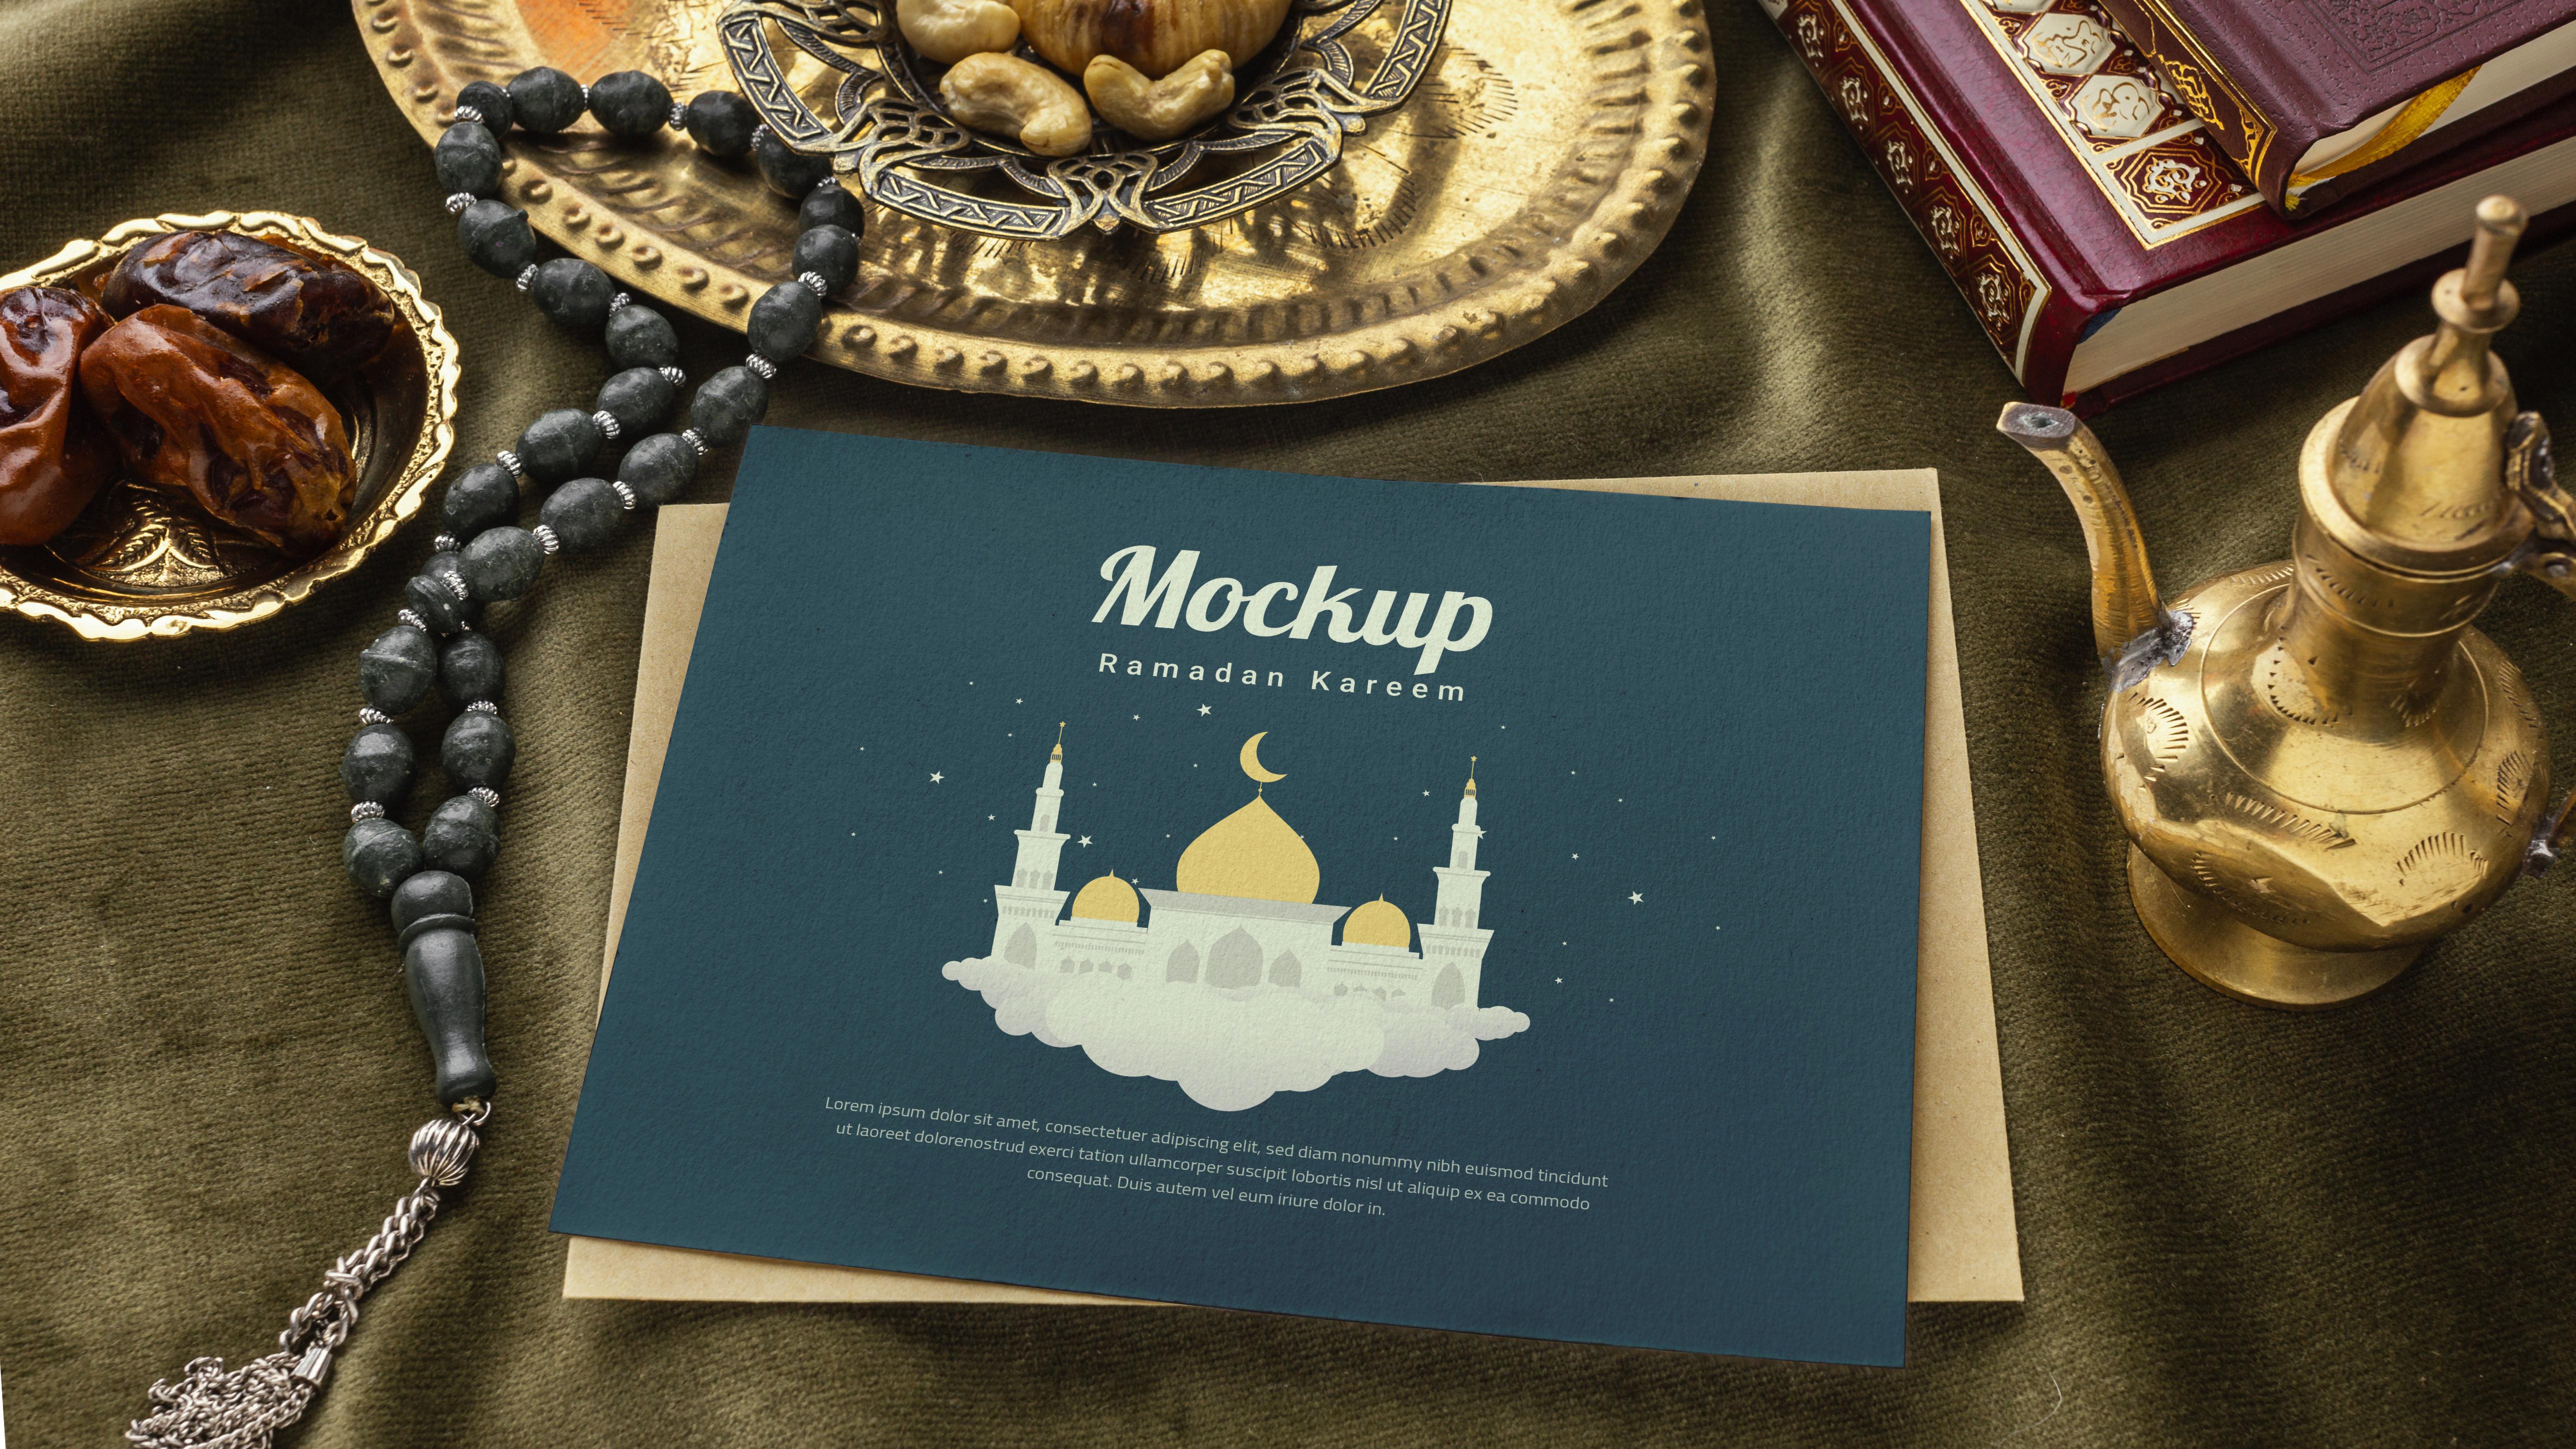 Mockup
Ramadan Kareem
Lorem ipsum dolor sit amet, consectetuer adipiscing elit, sed diam nonummy nibh euismod tincidunt
ut laoreet dolorenostrud exerci tation ullamcorper suscipit lobortis nisl ut aliquip ex ea commodo
consequat. Duis autem vel eum iriure dolor in.